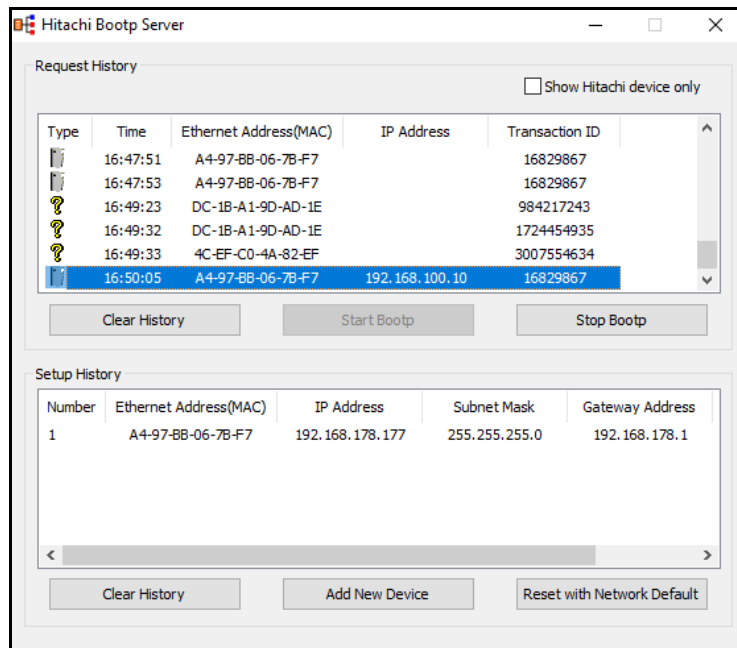 Hitachi Bootp Server
Request History
Show Hitachi device only
Type Time Ethernet Address(MAC) IP Address Transaction ID
16:47:51 A4-97-BB-06-7B-F7 16829867
16:47:53 A4-97-BB-06-7B-F7 16829867
16:49:23 DC-1B-A1-9D-AD-1E 984217243
16:49:32 DC-1B-A1-9D-AD-1E 1724454935
16:49:33 4C-EF-C0-4A-82-EF 3007554634
16:50:05 A4-97-BB-06-7B-F7 192.168.100.10 16829867
Clear History Start Bootp Stop Bootp
Setup History
Number Ethernet Address(MAC) IP Address Subnet Mask Gateway Address
1 A4-97-BB-06-7B-F7 192.168.178.177 255.255.255.0 192.168.178.1
Clear History Add New Device Reset with Network Default